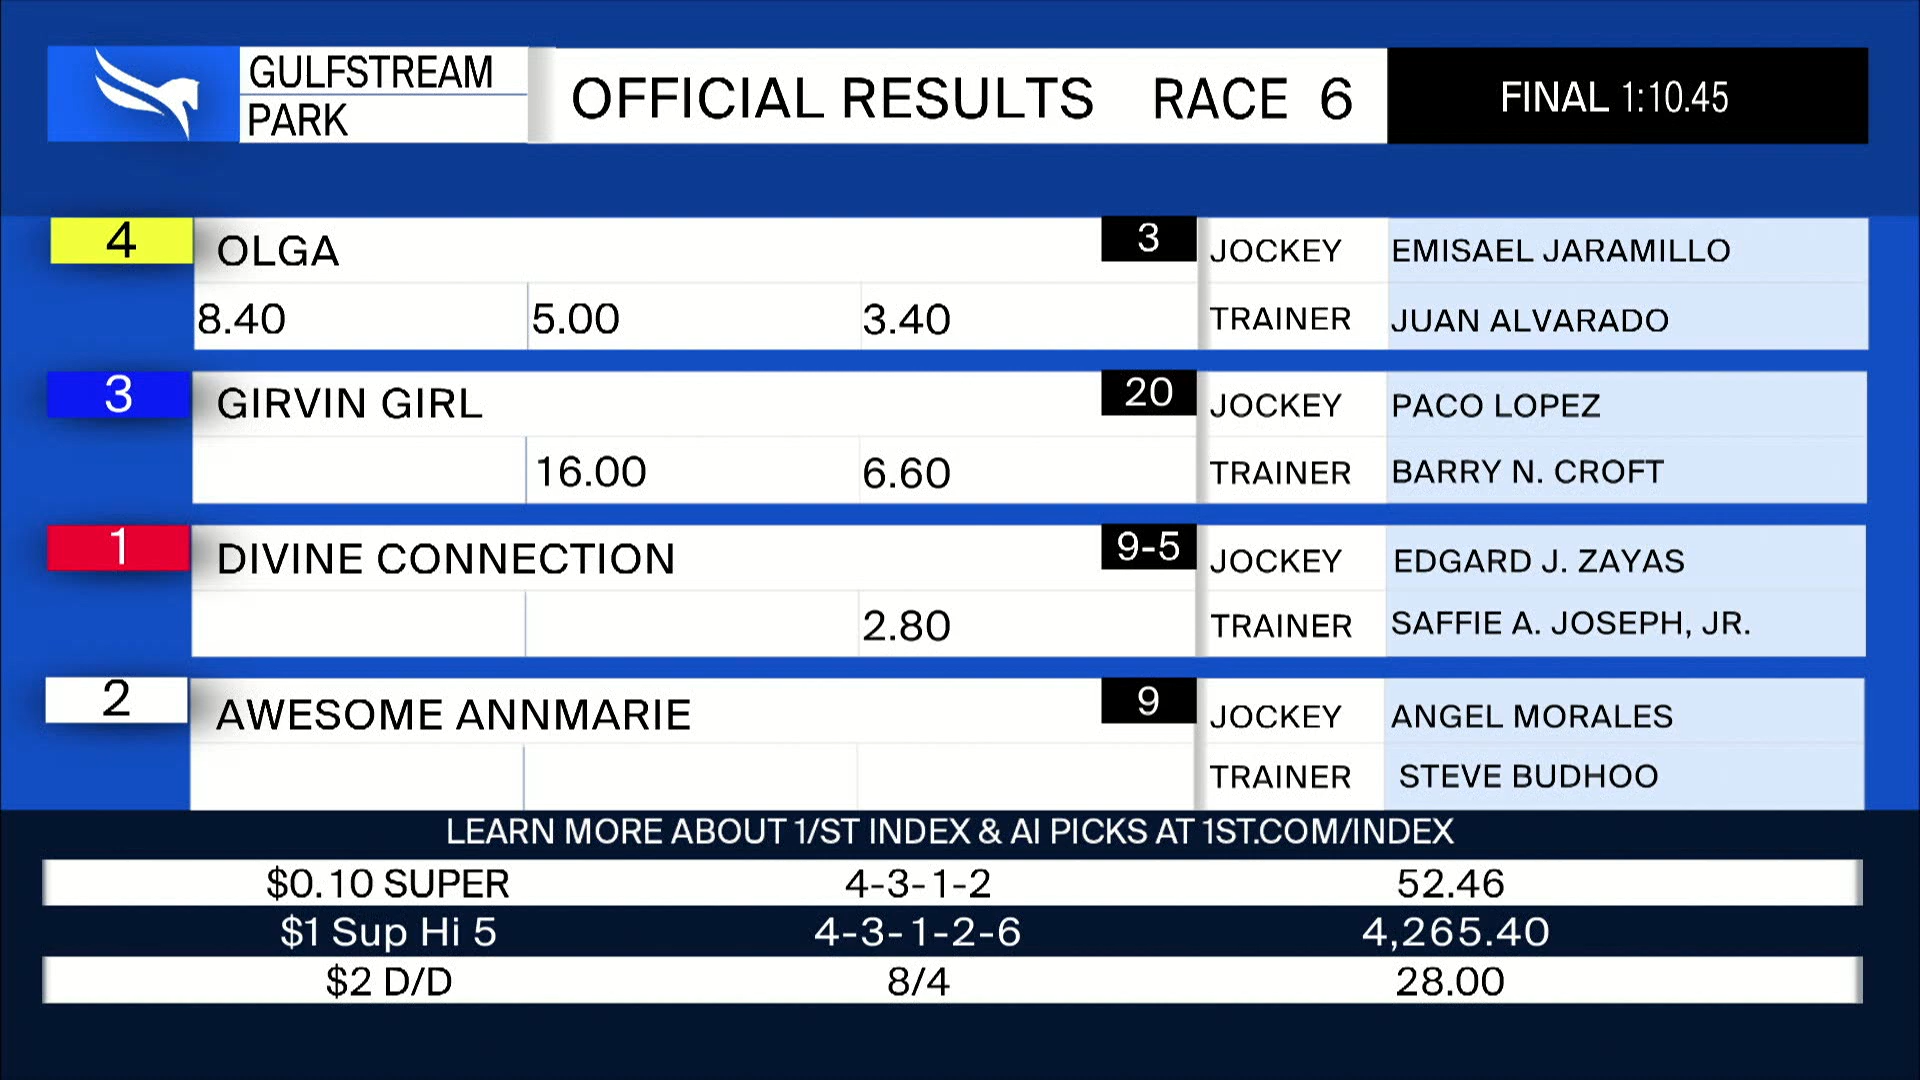 GULFSTREAM
PARK
OFFICIAL RESULTS RACE 6
FINAL 1:10.45
4 OLGA 3 JOCKEY EMISAEL JARAMILLO
8.40 5.00 3.40 TRAINER JUAN ALVARADO
3 GIRVIN GIRL 20 JOCKEY PACO LOPEZ
16.00 6.60 TRAINER BARRY N. CROFT
1 DIVINE CONNECTION 9-5 JOCKEY EDGARD J. ZAYAS
2.80 TRAINER SAFFIE A. JOSEPH, JR.
2 AWESOME ANNMARIE 9 JOCKEY ANGEL MORALES
TRAINER STEVE BUDHOO
LEARN MORE ABOUT 1/ST INDEX & AI PICKS AT 1ST.COM/INDEX
$0.10 SUPER 4-3-1-2 52.46
$1 Sup Hi 5 4-3-1-2-6 4,265.40
$2 D/D 8/4 28.00